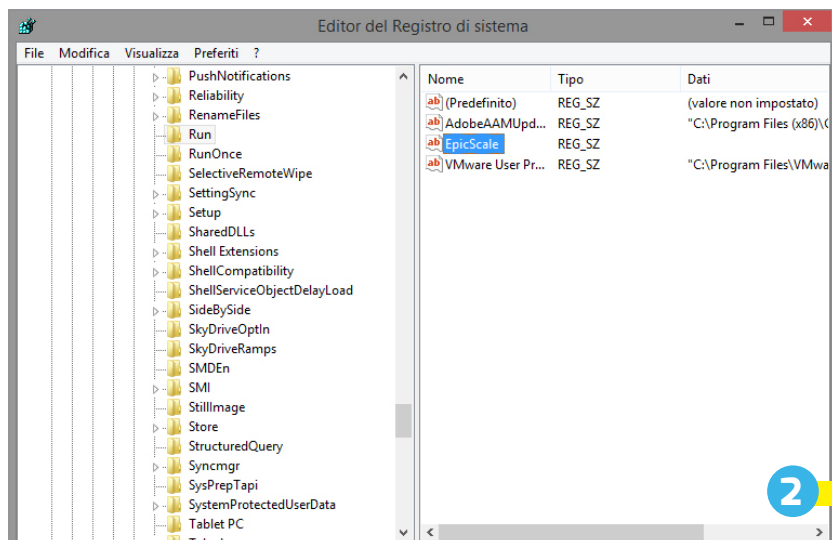 Editor del Registro di sistema
File Modifica Visualizza Preferiti ?
PushNotifications
Reliability
RenameFiles
Run
RunOnce
SelectiveRemoteWipe
SettingSync
Setup
SharedDLLs
Shell Extensions
ShellCompatibility
ShellServiceObjectDelayLoad
SideBySide
SkyDriveOptIn
SkyDriveRamps
SMDEn
SMI
StillImage
Store
StructuredQuery
Syncmgr
SysPrepTapi
SystemProtectedUserData
Tablet PC
Nome Tipo Dati
(Predefinito) REG_SZ (valore non impostato)
AdobeAAMUpd... REG_SZ "C:\Program Files (x86)\C
EpicScale REG_SZ
VMware User Pr... REG_SZ "C:\Program Files\VMwa
2